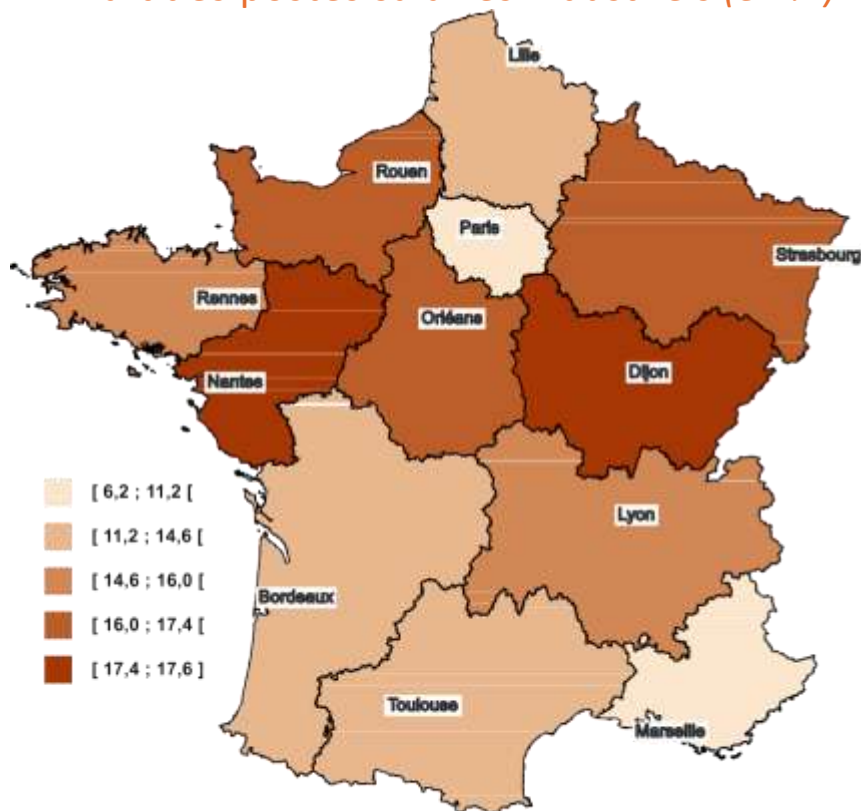 Lille
Rouen
Paris
Strasbourg
Rennes
Orléans
Nantes
Dijon
[ 6,2 ; 11,2 [
[ 11,2 ; 14,6 [
Lyon
[ 14,6 ; 16,0 [
Bordeaux
[ 16,0 ; 17,4 [
[ 17,4 ; 17,6 ]
Toulouse
Marseille